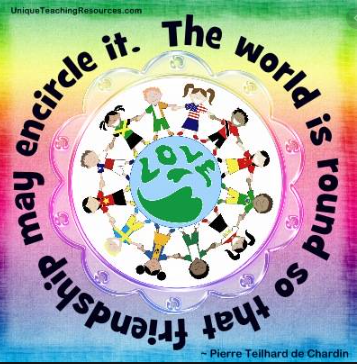 UniqueTeachingResources.com
The world is round so that friendship may encircle it.
LOVE
~ Pierre Teilhard de Chardin